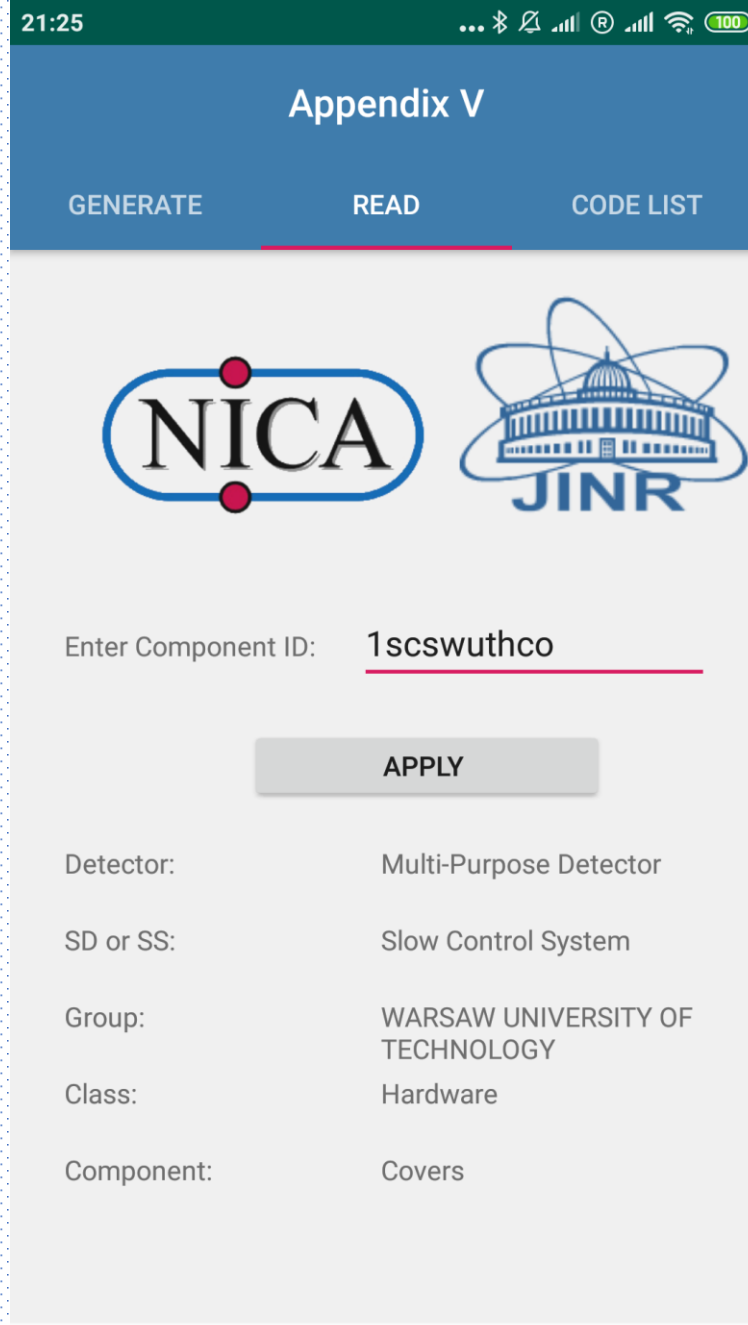 21:25 ... R 100
Appendix V
GENERATE READ CODE LIST
NICA
JINR
Enter Component ID: 1scswuthco
APPLY
Detector: Multi-Purpose Detector
SD or SS: Slow Control System
Group: WARSAW UNIVERSITY OF
TECHNOLOGY
Class: Hardware
Component: Covers